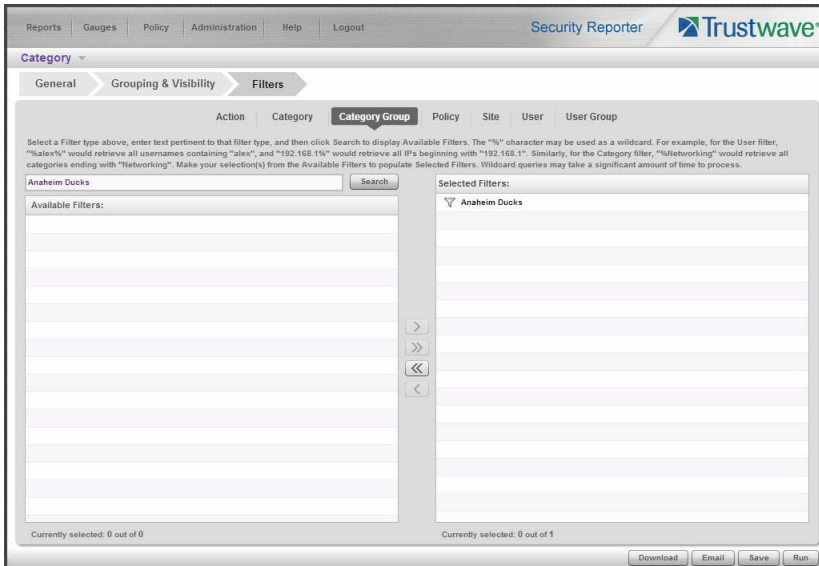 Reports Gauges Policy Administration Help Logout
Security Reporter
Trustwave®
Category
General Grouping & Visibility Filters
Action Category Category Group Policy Site User User Group
Select a Filter type above, enter text pertinent to that filter type, and then click Search to display Available Filters. The "%" character may be used as a wildcard. For example, for the User filter,
"%alex%" would retrieve all usernames containing "alex", and "192.168.1%" would retrieve all IPs beginning with "192.168.1". Similarly, for the Category filter, "%Networking" would retrieve all
categories ending with "Networking". Make your selection(s) from the Available Filters to populate Selected Filters. Wildcard queries may take a significant amount of time to process.
Anaheim Ducks Search
Selected Filters:
Available Filters:
Anaheim Ducks
Currently selected: 0 out of 0
Currently selected: 0 out of 1
Download Email Save Run